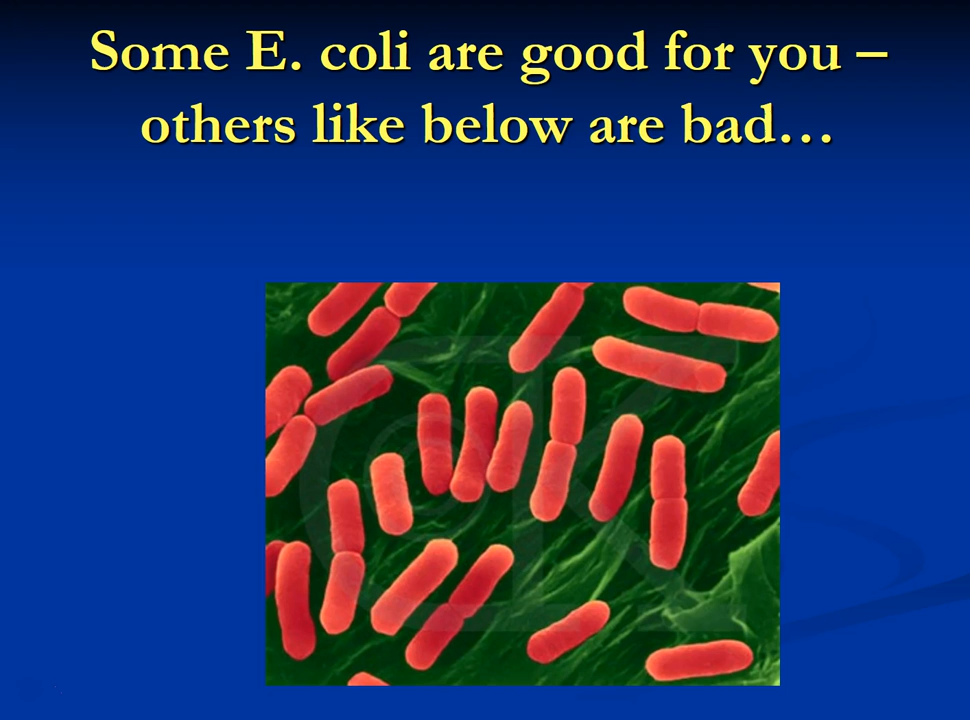 Some E. coli are good for you –
others like below are bad…